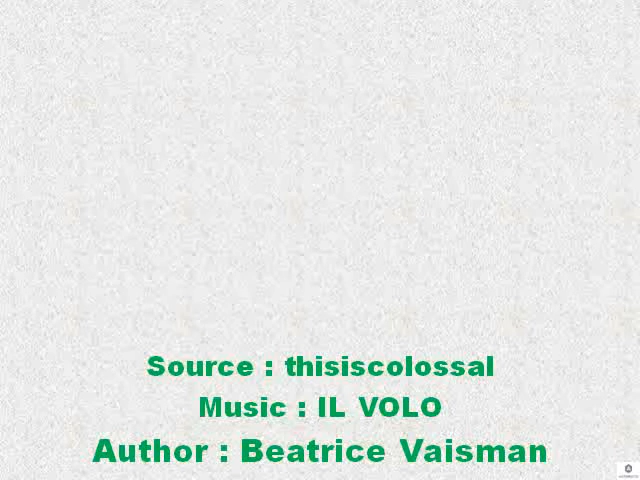 Source : thisiscolossal
Music : IL VOLO
Author : Beatrice Vaisman